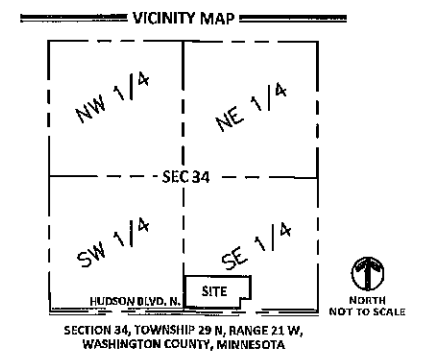 VICINITY MAP
NW 1/4
NE 1/4
SEC 34
SW 1/4
SE 1/4
HUDSON BLVD. N.
SITE
NORTH
NOT TO SCALE
SECTION 34, TOWNSHIP 29 N, RANGE 21 W,
WASHINGTON COUNTY, MINNESOTA